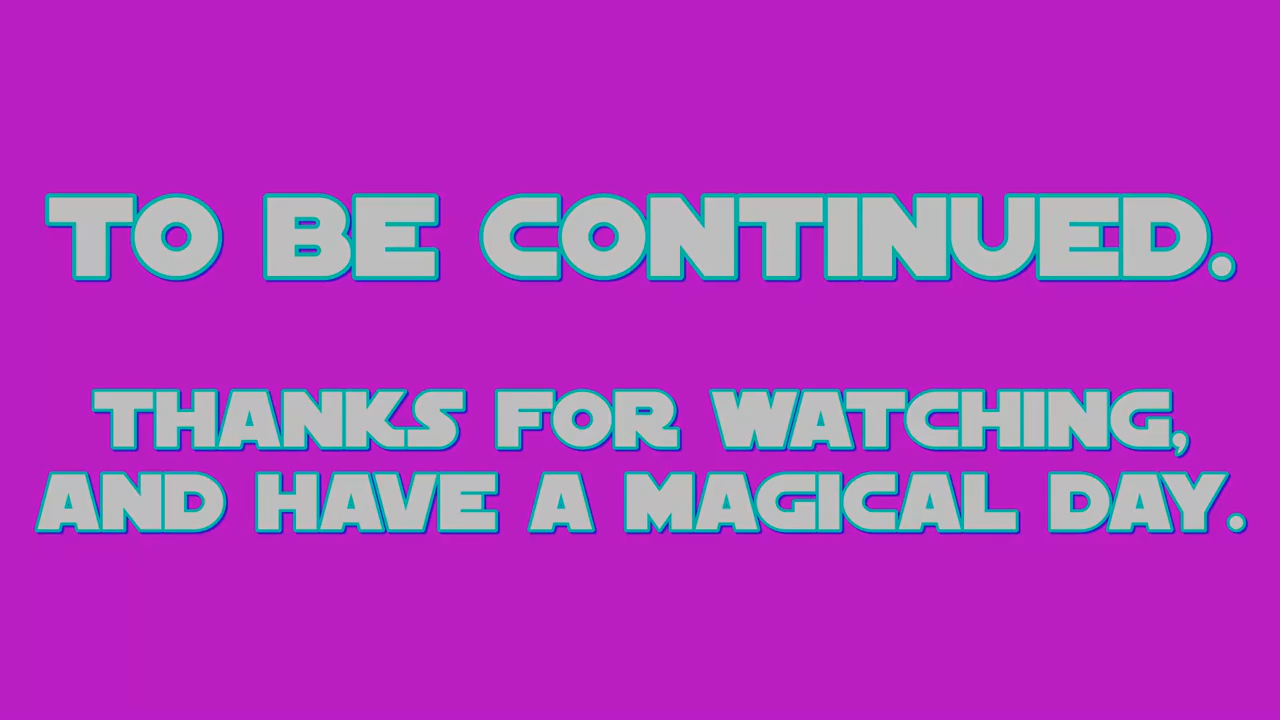 TO BE CONTINUED.
THANKS FOR WATCHING,
AND HAVE A MAGICAL DAY.